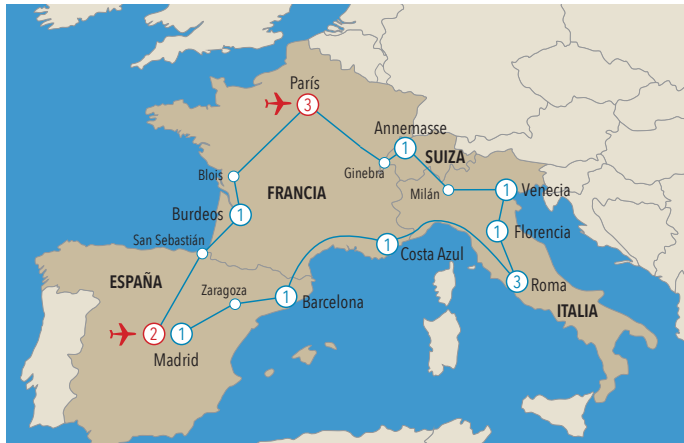 París
3
Annemasse
1
SUIZA
Ginebra
Blois
FRANCIA
Milán
1
Venecia
Burdeos
1
1
Florencia
San Sebastián
1
Costa Azul
ESPAÑA
Zaragoza
1
Barcelona
3
Roma
ITALIA
2
1
Madrid